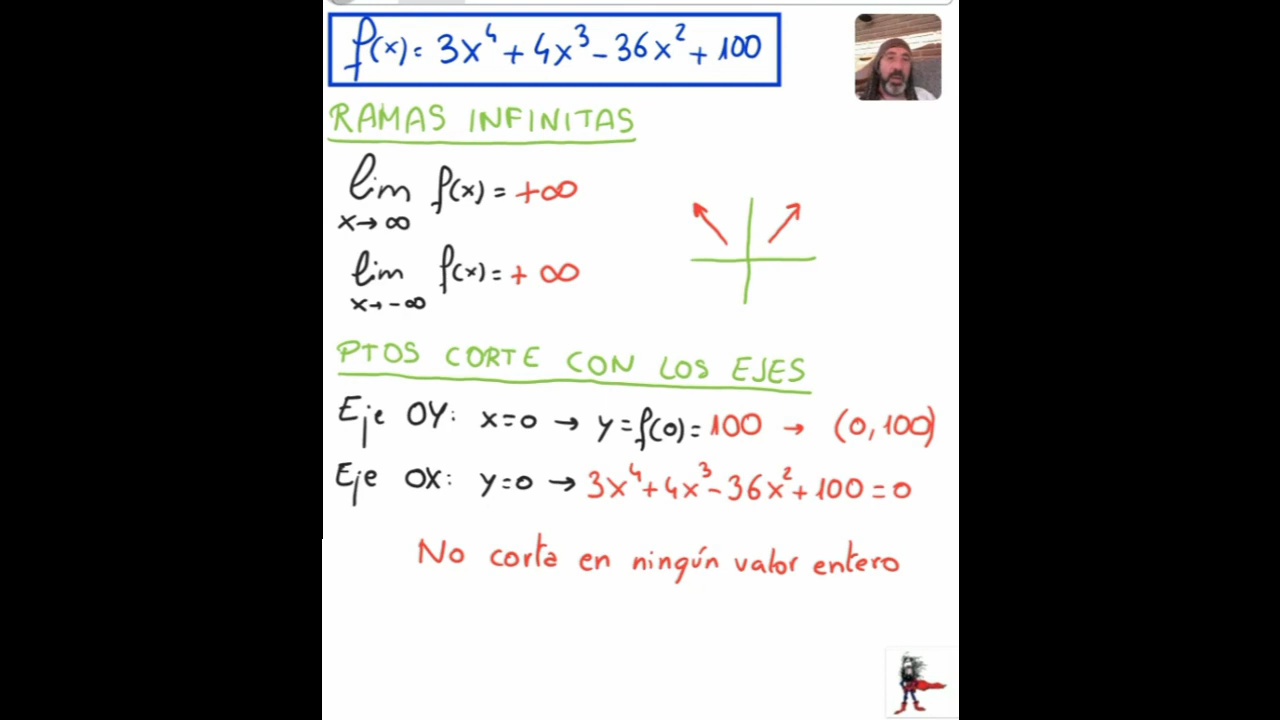 f(x) = 3x⁴ + 4x³ - 36x² + 100
RAMAS INFINITAS
lim f(x) = +∞
x→ ∞
lim f(x) = + ∞
x→ -∞
PTOS CORTE CON LOS EJES
Eje OY: x=0 → y=f(0)= 100 → (0,100)
Eje OX: y=0 → 3x⁴+4x³-36x²+100=0
No corta en ningún valor entero